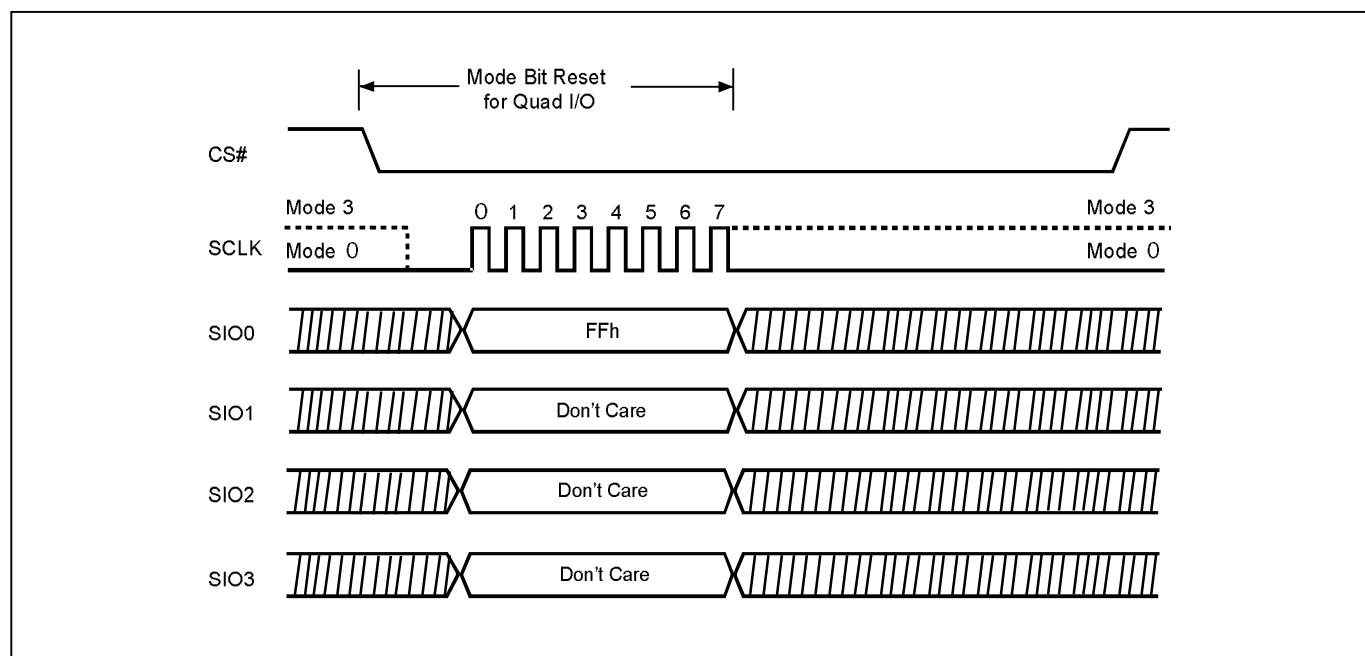 Mode Bit Reset
for Quad I/O
CS#
Mode 3
0 1 2 3 4 5 6 7
Mode 3
SCLK
Mode 0
Mode 0
SIO0
FFh
SIO1
Don't Care
SIO2
Don't Care
SIO3
Don't Care